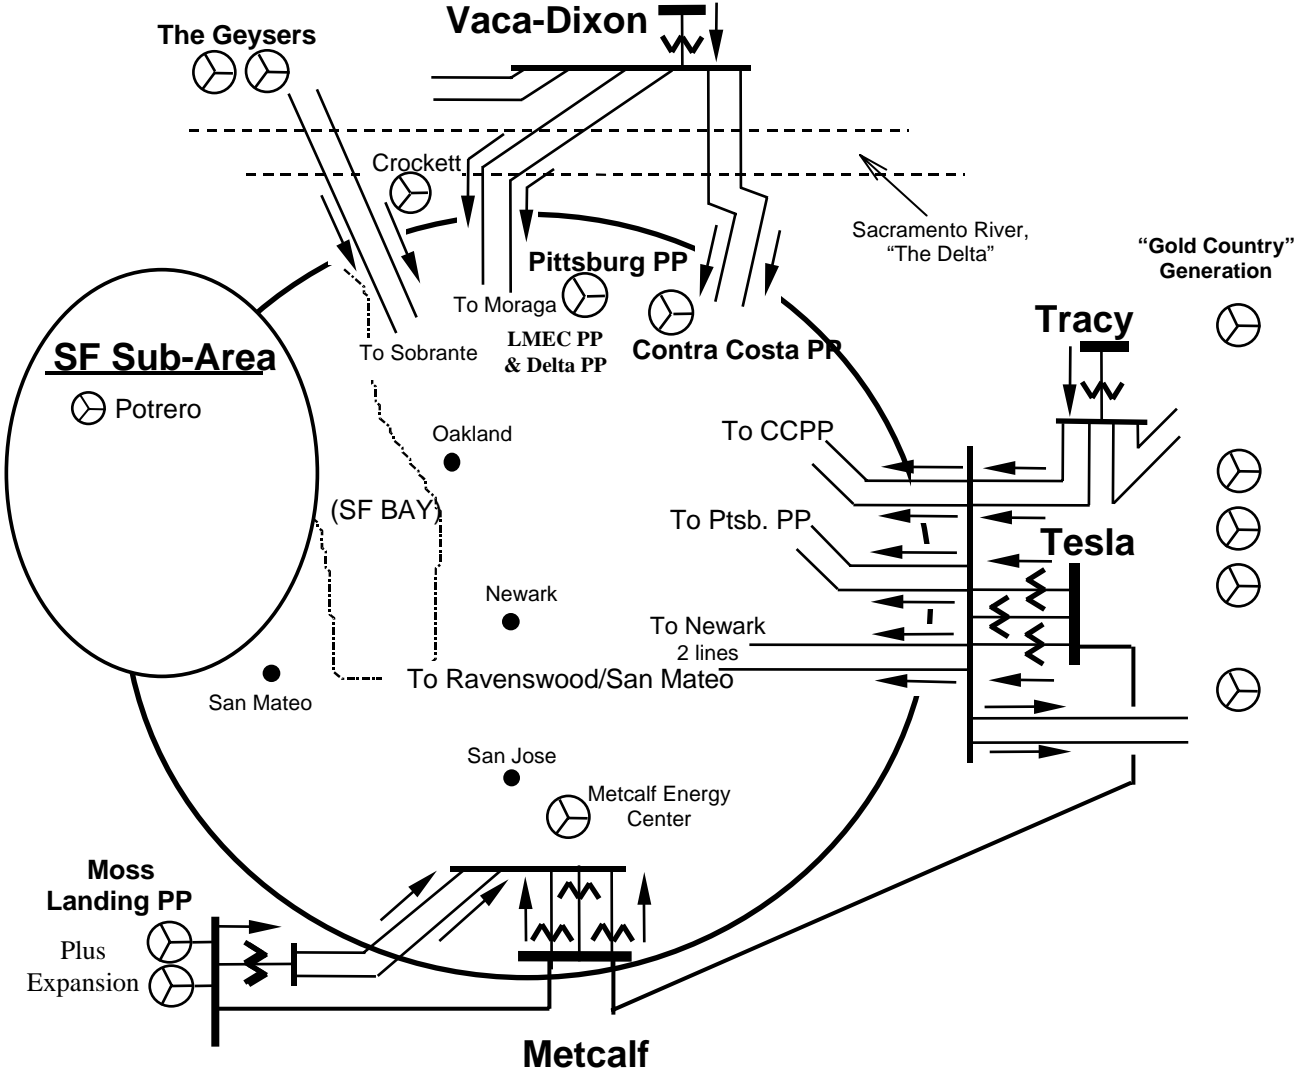 Vaca-Dixon
The Geysers
Crockett
Sacramento River,
“The Delta”
“Gold Country”
Generation
Pittsburg PP
To Moraga
LMEC PP
& Delta PP
To Sobrante
Contra Costa PP
Tracy
SF Sub-Area
Potrero
Oakland
To CCPP
(SF BAY)
To Ptsb. PP
Tesla
Newark
To Newark
2 lines
To Ravenswood/San Mateo
San Mateo
San Jose
Metcalf Energy
Center
Moss
Landing PP
Plus
Expansion
Metcalf